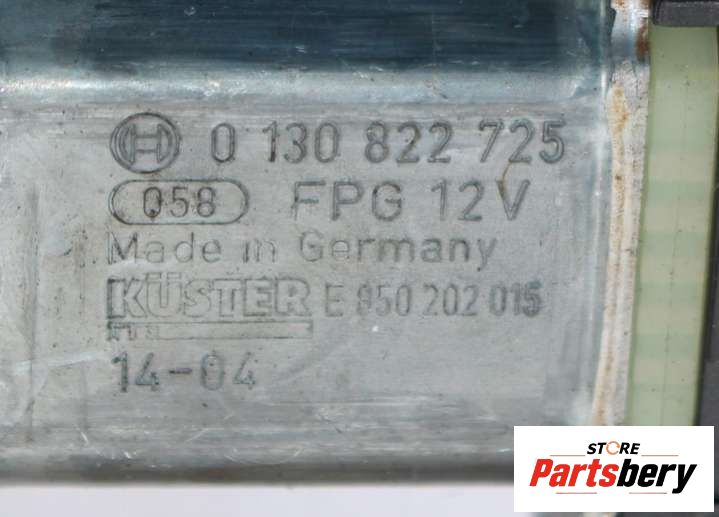 0 130 822 725
058 FPG 12V
Made in Germany
KÜSTER E 850 202 015
14-04
STORE
Partsbery